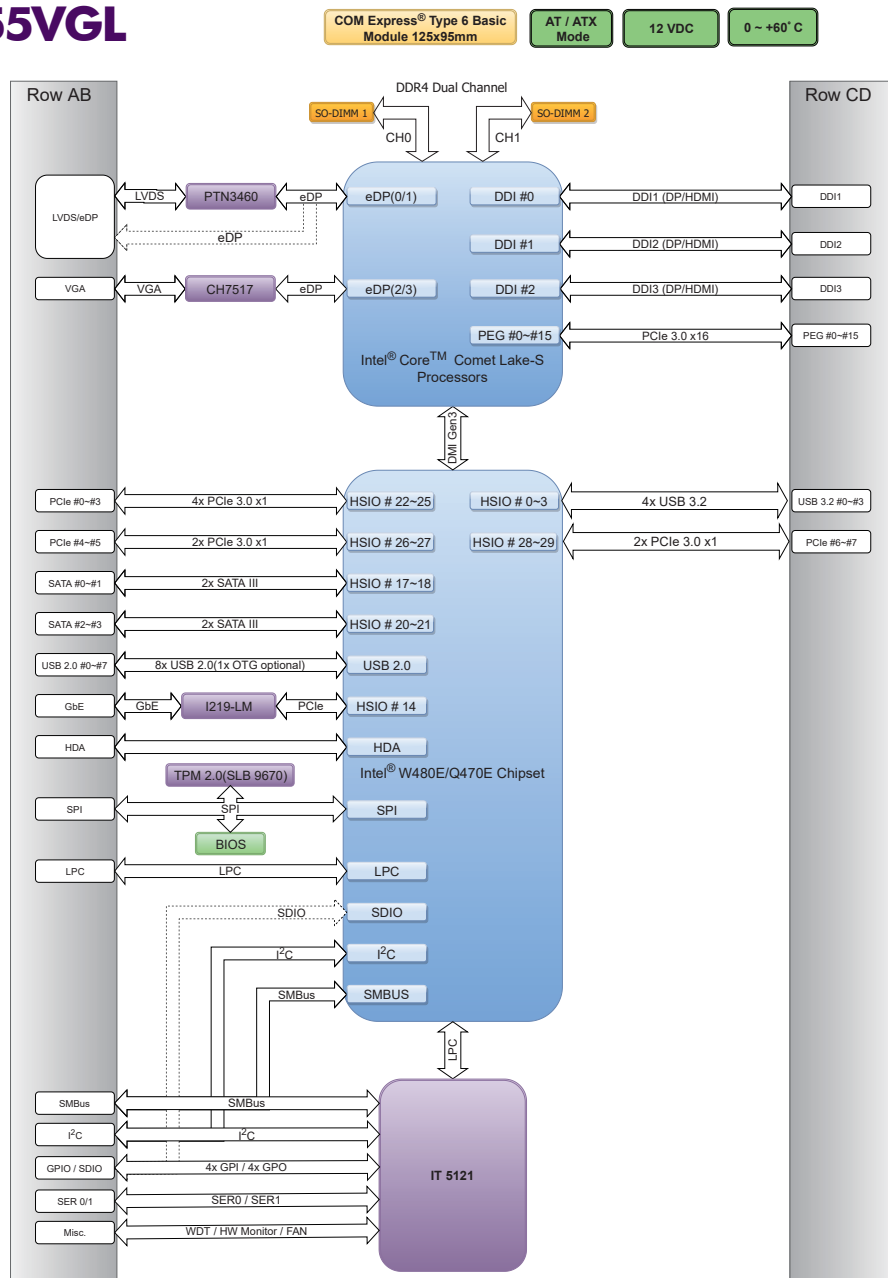 55VGL
COM Express® Type 6 Basic
Module 125x95mm
AT / ATX
Mode
12 VDC
0 ~ +60° C
Row AB
DDR4 Dual Channel
Row CD
SO-DIMM 1
SO-DIMM 2
CH0
CH1
LVDS/eDP
LVDS
PTN3460
eDP
eDP(0/1)
DDI #0
DDI1 (DP/HDMI)
DDI1
eDP
DDI #1
DDI2 (DP/HDMI)
DDI2
VGA
VGA
CH7517
eDP
eDP(2/3)
DDI #2
DDI3 (DP/HDMI)
DDI3
PEG #0~#15
PCIe 3.0 x16
PEG #0~#15
Intel® Core™ Comet Lake-S
Processors
DMI Gen3
PCIe #0~#3
4x PCIe 3.0 x1
HSIO # 22~25
HSIO # 0~3
4x USB 3.2
USB 3.2 #0~#3
PCIe #4~#5
2x PCIe 3.0 x1
HSIO # 26~27
HSIO # 28~29
2x PCIe 3.0 x1
PCIe #6~#7
SATA #0~#1
2x SATA III
HSIO # 17~18
SATA #2~#3
2x SATA III
HSIO # 20~21
USB 2.0 #0~#7
8x USB 2.0(1x OTG optional)
USB 2.0
GbE
GbE
I219-LM
PCIe
HSIO # 14
HDA
HDA
TPM 2.0(SLB 9670)
Intel® W480E/Q470E Chipset
SPI
SPI
SPI
BIOS
LPC
LPC
LPC
SDIO
SDIO
I²C
I²C
SMBus
SMBUS
LPC
SMBus
SMBus
I²C
I²C
GPIO / SDIO
4x GPI / 4x GPO
IT 5121
SER 0/1
SER0 / SER1
Misc.
WDT / HW Monitor / FAN